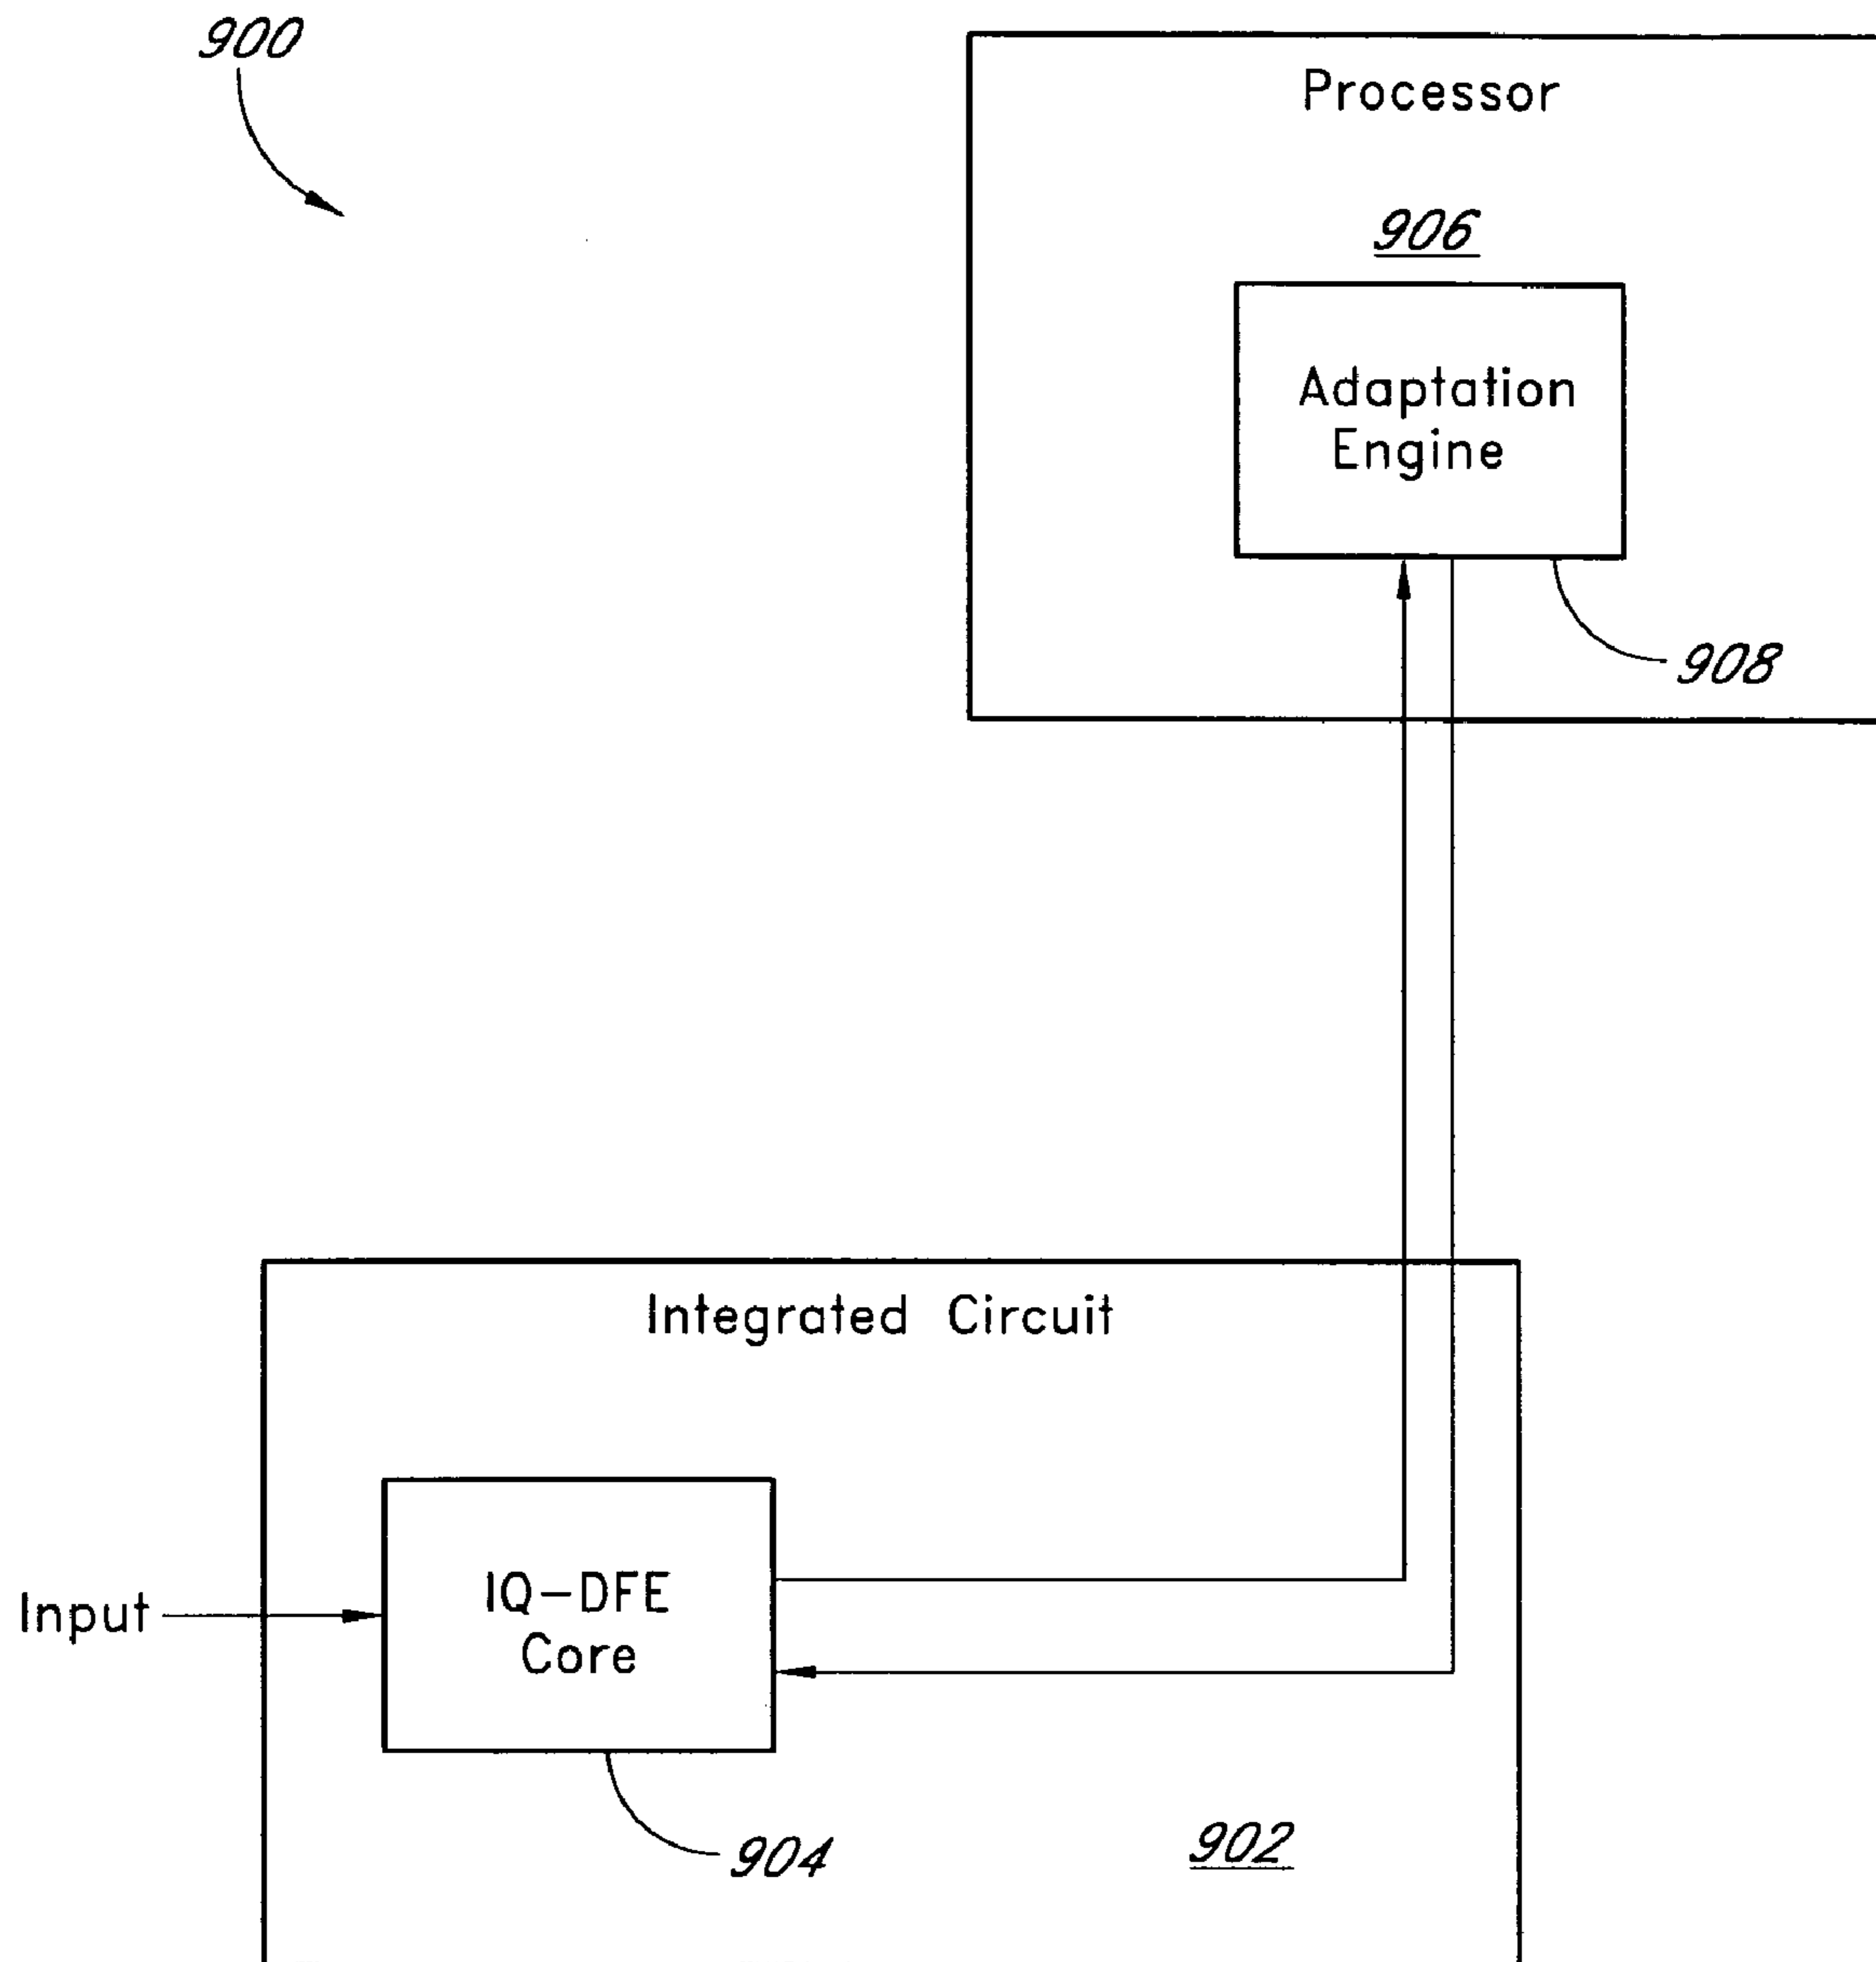 900
Processor
906
Adaptation
Engine
908
Integrated Circuit
IQ-DFE
Core
Input
904
902